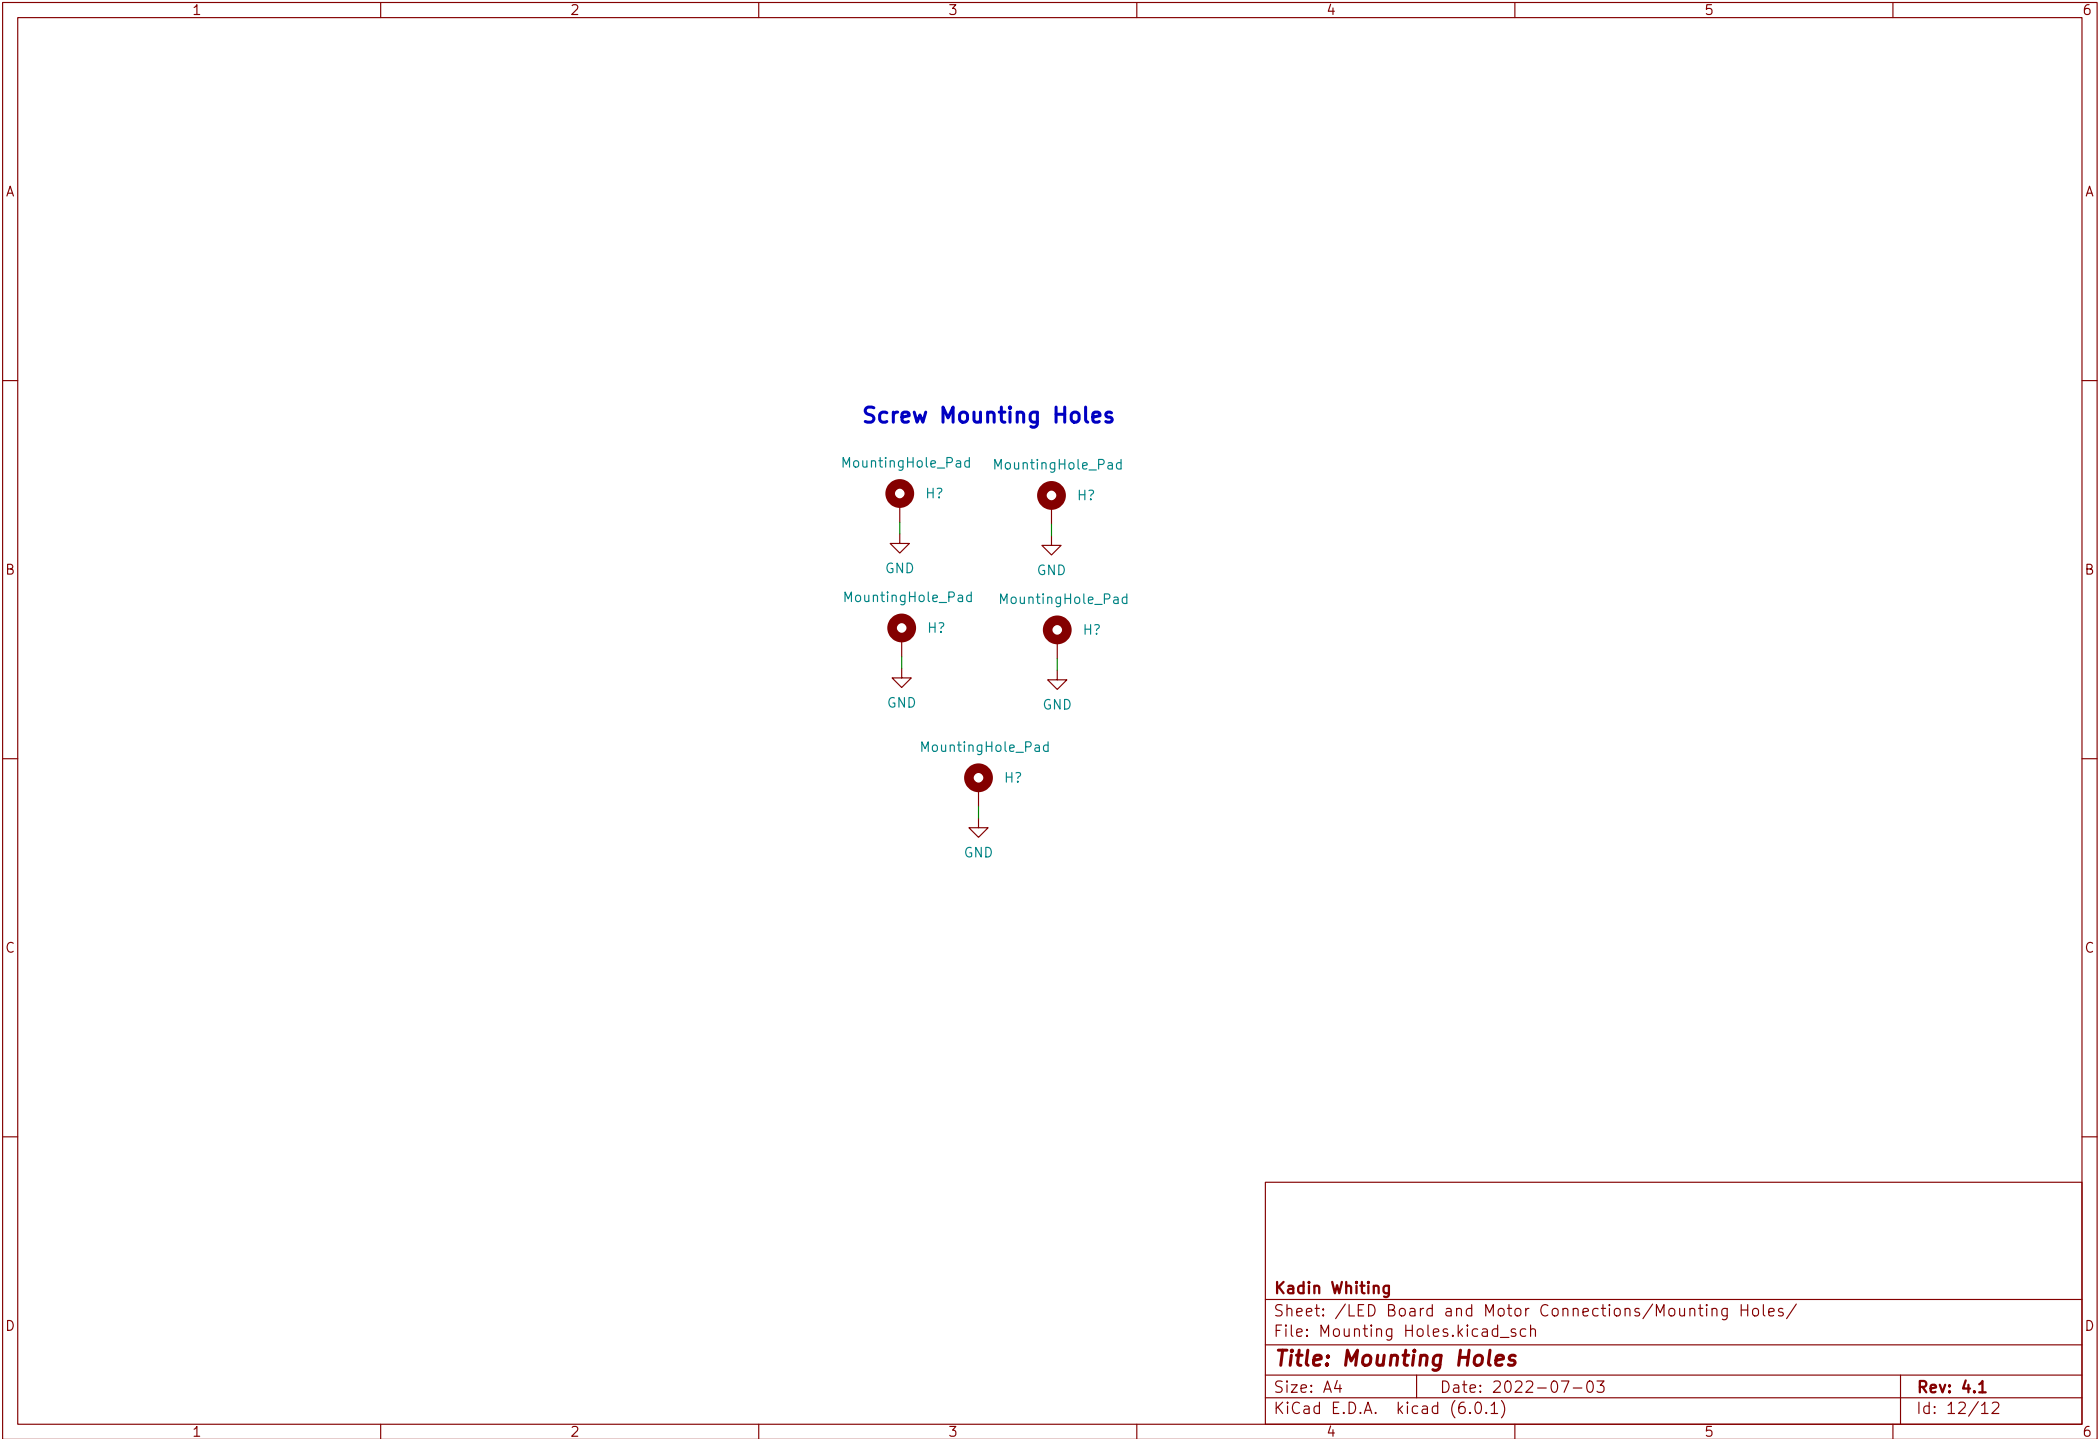 1 2 3 4 5 6
A A
Screw Mounting Holes
MountingHole_Pad MountingHole_Pad
H? H?
GND GND
B B
MountingHole_Pad MountingHole_Pad
H? H?
GND GND
MountingHole_Pad
H?
GND
C C
D D
Kadin Whiting
Sheet: /LED Board and Motor Connections/Mounting Holes/
File: Mounting Holes.kicad_sch
Title: Mounting Holes
Size: A4 Date: 2022-07-03 Rev: 4.1
KiCad E.D.A. kicad (6.0.1) Id: 12/12
1 2 3 4 5 6